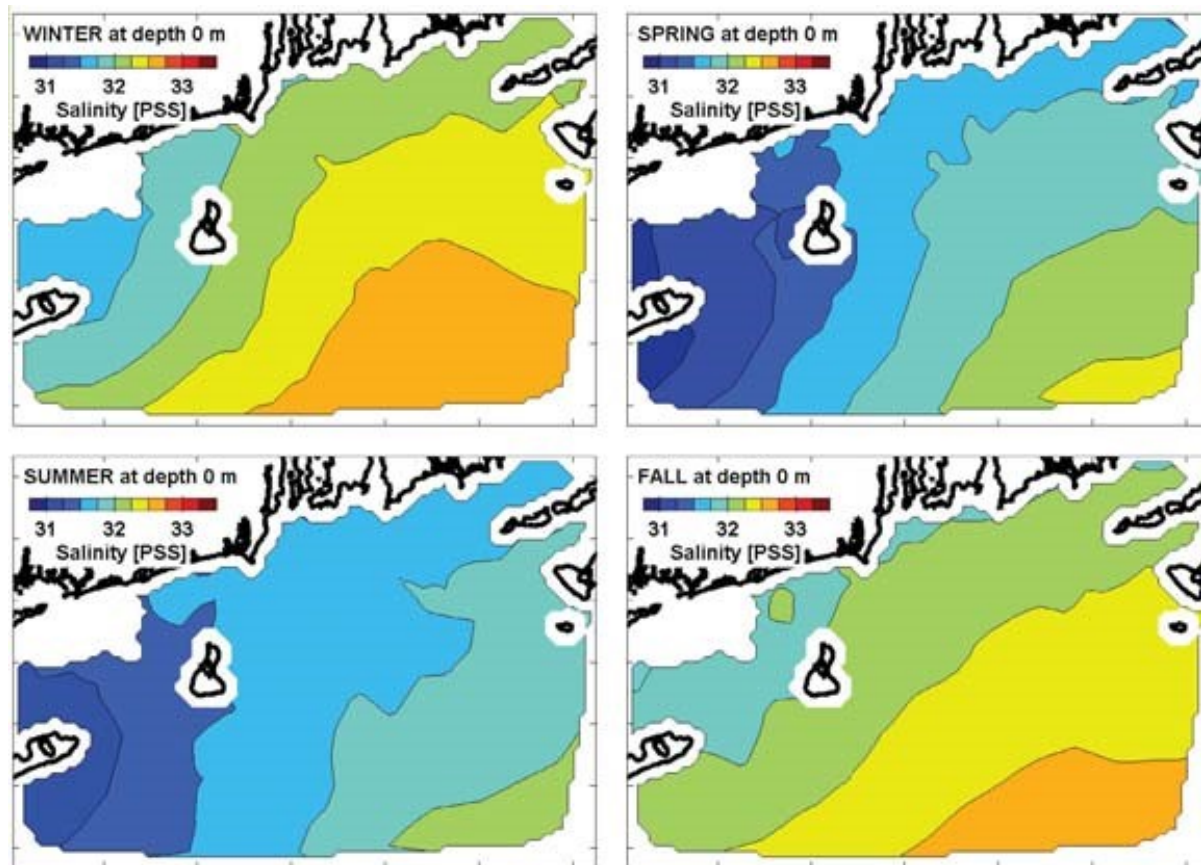 WINTER at depth 0 m
31 32 33
Salinity [PSS]
SPRING at depth 0 m
31 32 33
Salinity [PSS]
SUMMER at depth 0 m
31 32 33
Salinity [PSS]
FALL at depth 0 m
31 32 33
Salinity [PSS]